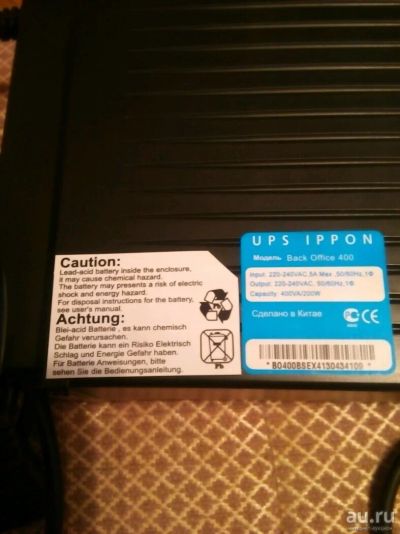 Caution:
Lead-acid battery inside the enclosure,
it may cause chemical hazard.
The battery may presents a risk of electric
shock and energy hazard.
For disposal instructions for the battery,
see user's manual.
Achtung:
Blei-acid Batterie , es kann chemisch
Gefahr verursachen.
Die Batterie kann ein Risiko Elektrisch
Schlag und Energie Gefahr haben.
Für Batterie Anweisungen, bitte
sehen Sie die Bedienungsanleitung.
Pb
UPS IPPON
Модель Back Office 400
Input: 220-240VAC, 5A Max ,50/60Hz,1Φ
Output: 220-240VAC, 50/60Hz,1Φ
Capacity: 400VA/200W
Сделано в Китае
CE
* BO400BSEX4130434100 *
au.ru